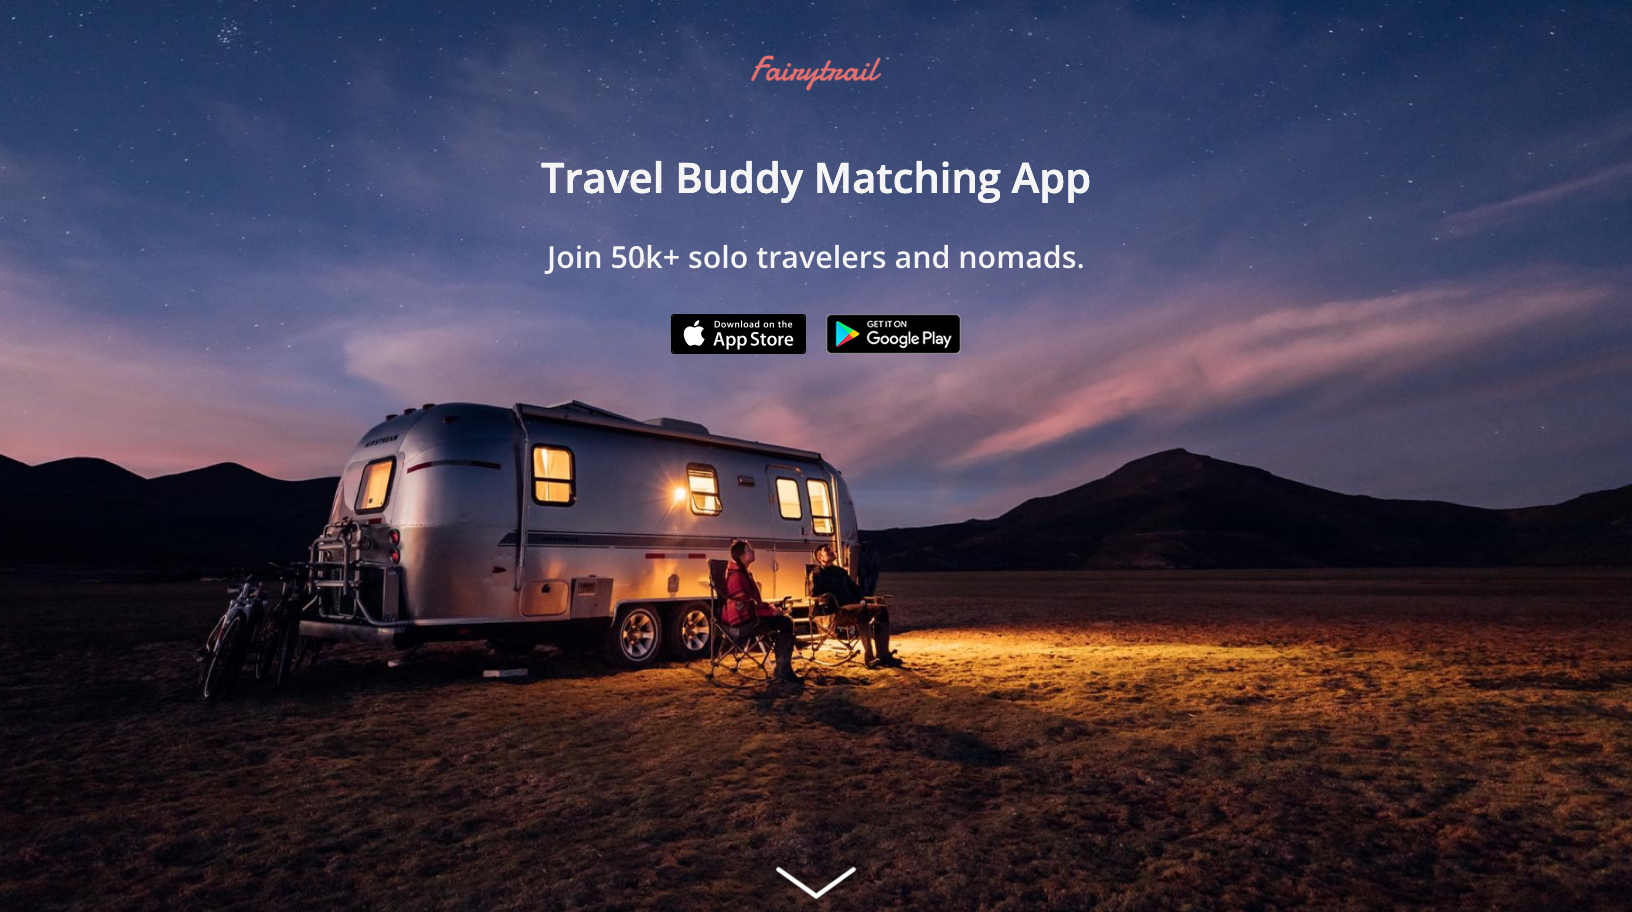 Fairytrail
Travel Buddy Matching App
Join 50k+ solo travelers and nomads.
Download on the
App Store
GET IT ON
Google Play
AIRSTREAM